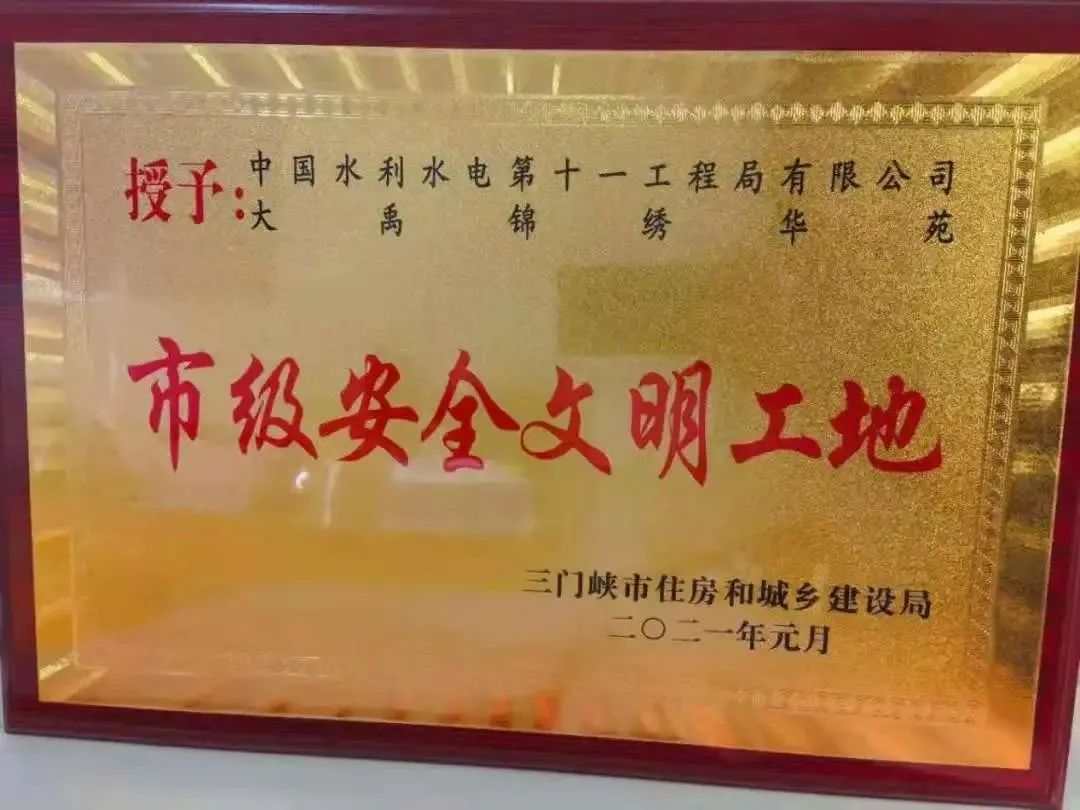 授予:中国水利水电第十一工程局有限公司
大禹锦绣华苑
市级安全文明工地
三门峡市住房和城乡建设局
二〇二一年元月